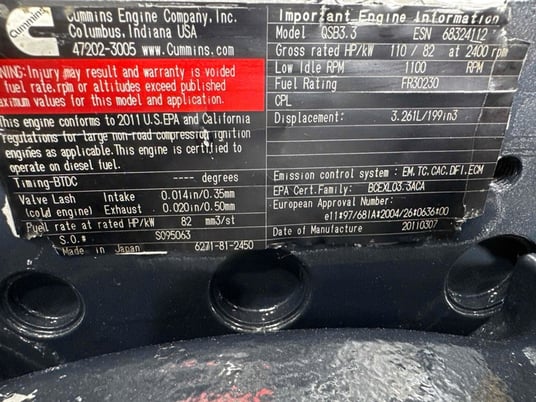 Cummins
Cummins Engine Company, Inc.
Columbus, Indiana USA
47202-3005 www.Cummins.com
NING:Injury may result and warranty is voided
fuel rate, rpm or altitudes exceed published
aximum values for this model and application.
This engine conforms to 2011 U.S.EPA and California
regulations for large non-road compression ignition
engines as applicable. This engine is certified to
operate on diesel fuel.
Timing-BTDC ---- degrees
Valve Lash Intake 0.014in/0.35mm
(cold engine) Exhaust 0.020in/0.50mm
Fuel rate at rated HP/kW 82 mm3/st
S.O.# SO95063
Made in Japan 6271-81-2450
Important Engine Information
Model QSB3.3 ESN 68324112
Gross rated HP/kW 110 / 82 at 2400 rpm
Low Idle RPM 1100 RPM
Fuel Rating FR30230
CPL
Displacement: 3.261L/199in3
Emission control system : EM,TC,CAC,DFI,ECM
EPA Cert.Family: BCEXL03.3ACA
European Approval Number:
e11*97/68IA*2004/26*0636*00
Date of Manufacture 20110307